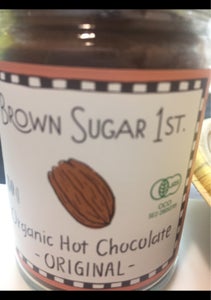 BROWN SUGAR 1ST.
Organic Hot Chocolate
- ORIGINAL -